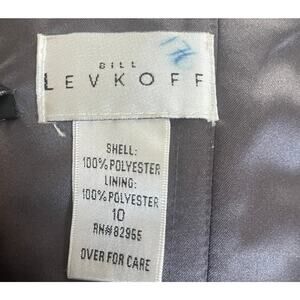 BILL
LEVKOFF
SHELL:
100% POLYESTER
LINING:
100% POLYESTER
10
RN#82955
OVER FOR CARE